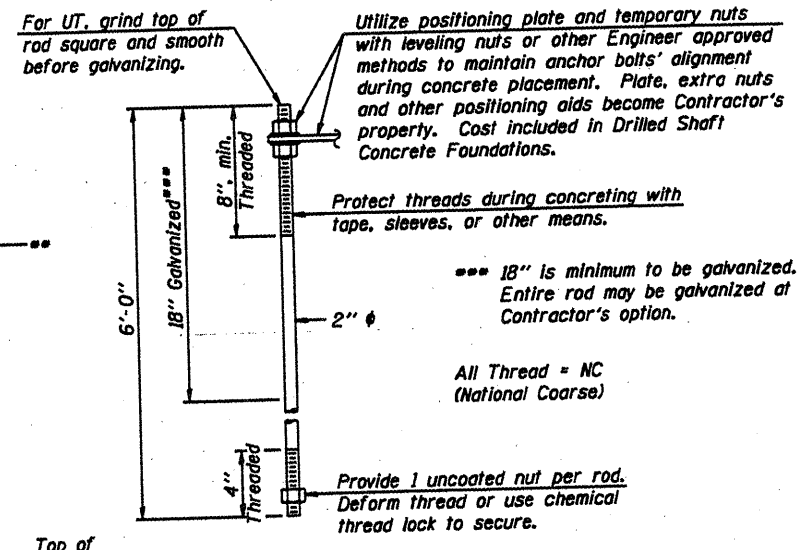 For UT, grind top of
rod square and smooth
before galvanizing.
Utilize positioning plate and temporary nuts
with leveling nuts or other Engineer approved
methods to maintain anchor bolts' alignment
during concrete placement. Plate, extra nuts
and other positioning aids become Contractor's
property. Cost included in Drilled Shaft
Concrete Foundations.
8", min.
Threaded
18" Galvanized***
6'-0"
Protect threads during concreting with
tape, sleeves, or other means.
**
*** 18" is minimum to be galvanized.
Entire rod may be galvanized at
Contractor's option.
2" ϕ
All Thread = NC
(National Coarse)
4"
Threaded
Provide 1 uncoated nut per rod.
Deform thread or use chemical
thread lock to secure.
Top of